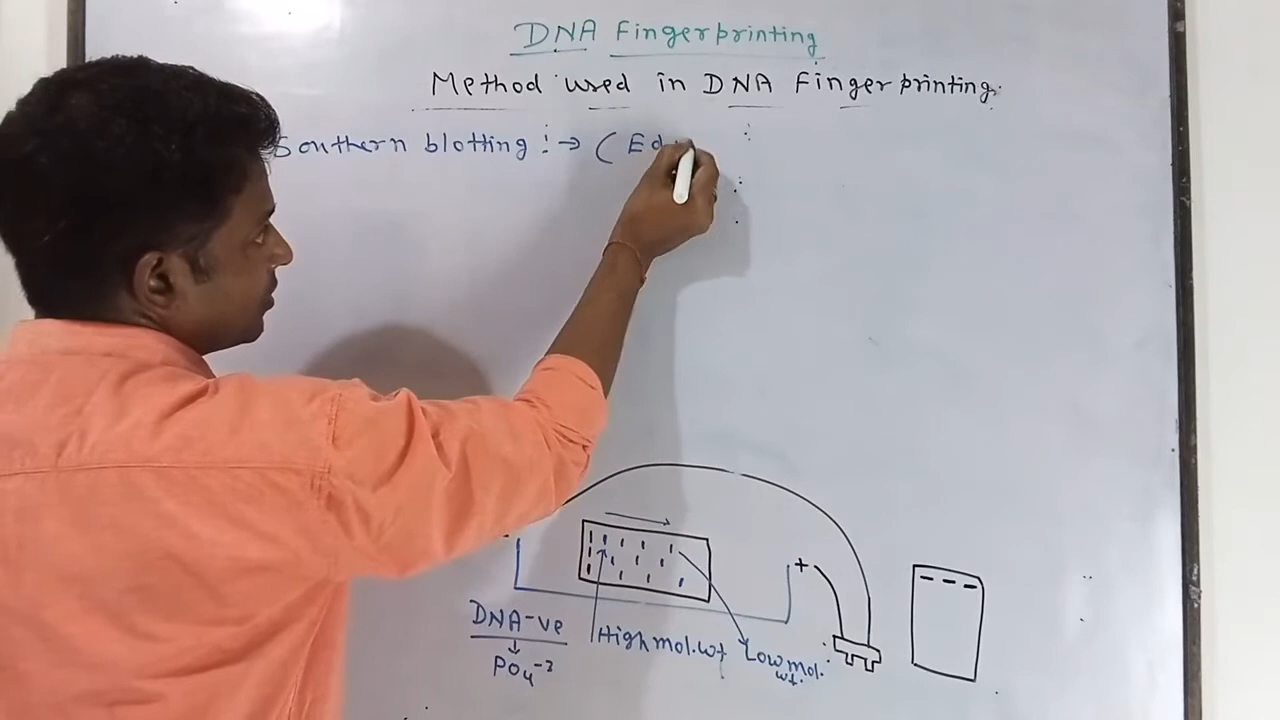 DNA Fingerprinting
Method used in DNA Fingerprinting
Southern blotting :→ (Ed
+
DNA-ve
↓
PO₄⁻³
High mol.wt
Low mol.
wt.